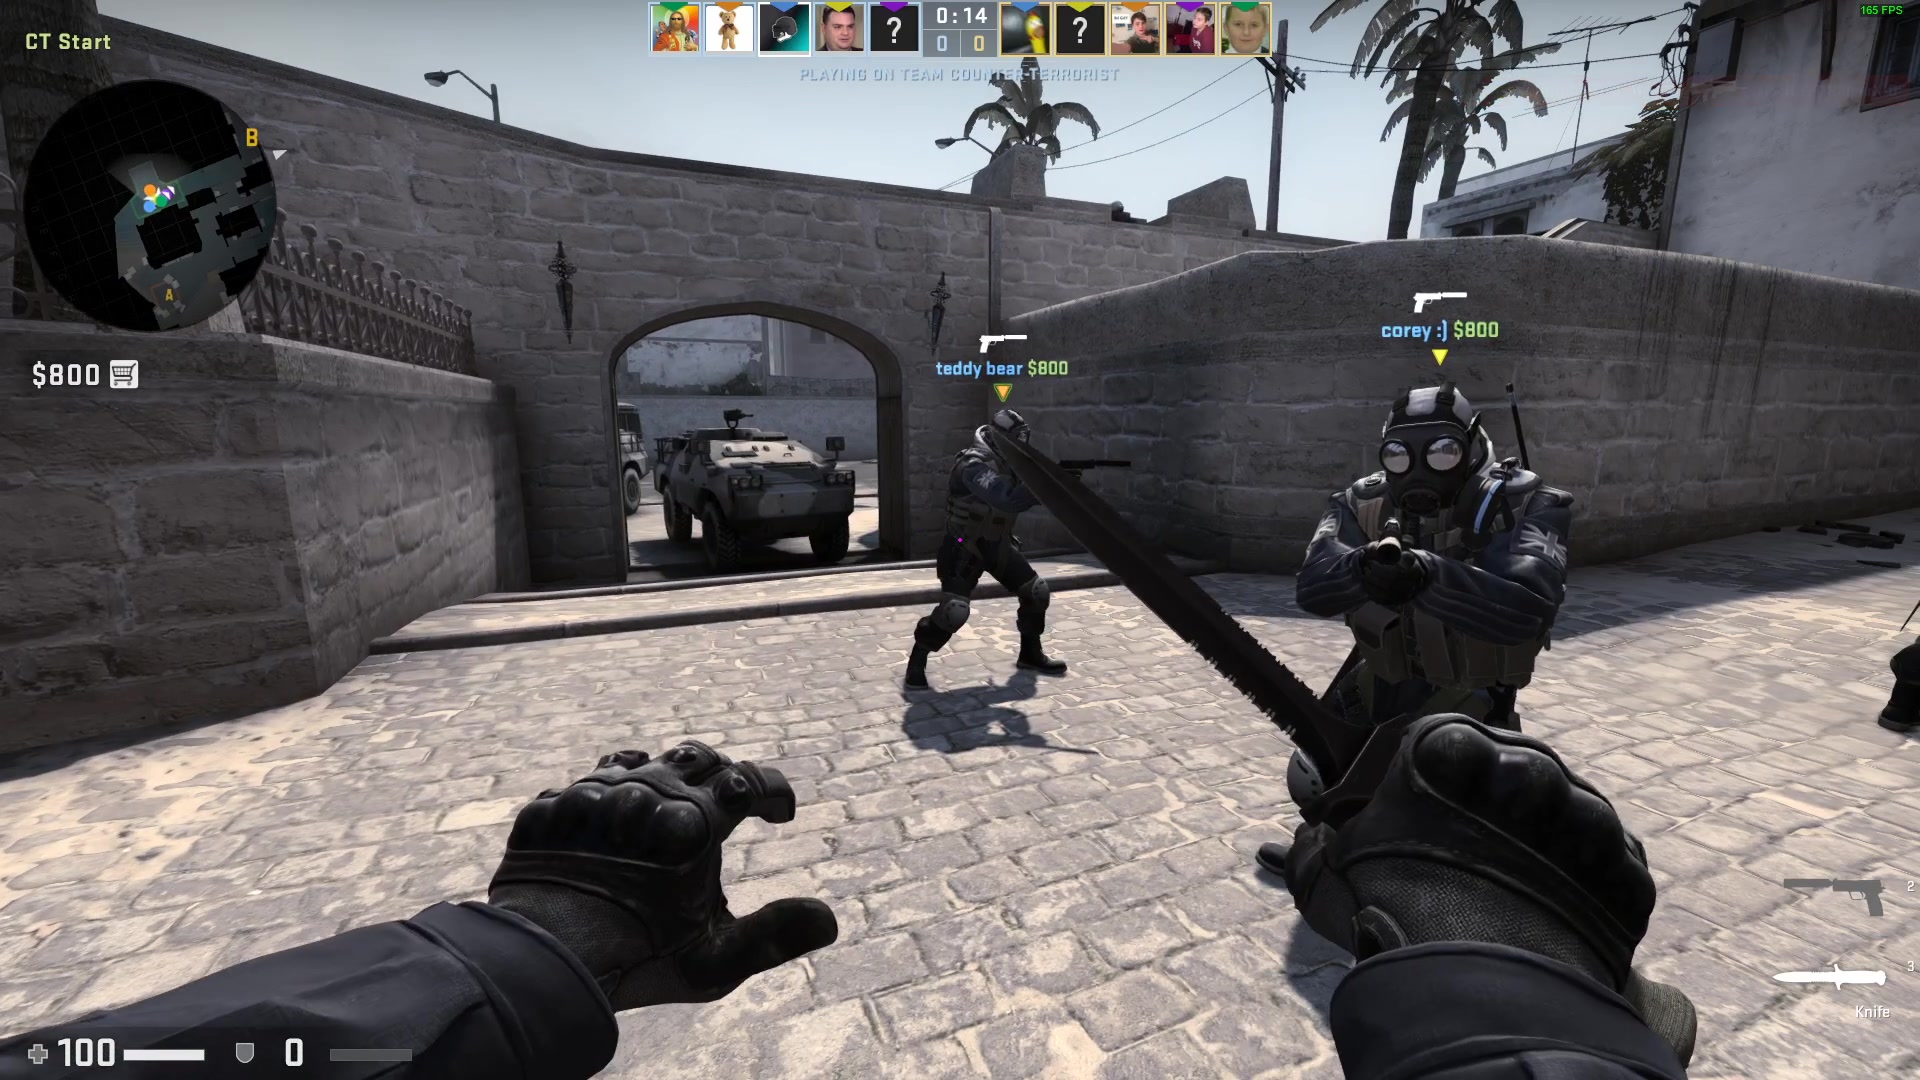 165 FPS
CT Start
? 0:14 ?
0 0
PLAYING ON TEAM COUNTER-TERRORIST
B
A
$800
corey :) $800
teddy bear $800
2
3
Knife
100 0